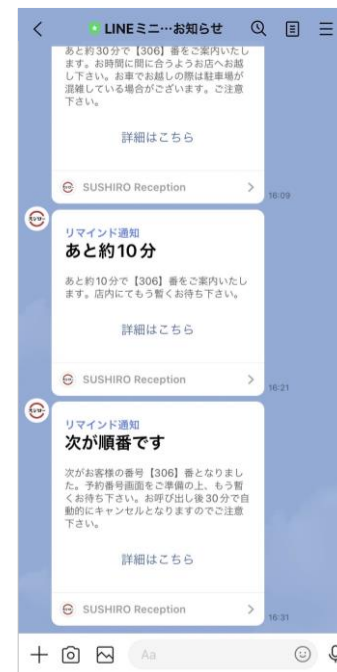 LINEミニ…お知らせ
あと約30分で【306】番をご案内いたし
ます。お時間に間に合うようお店へお越
し下さい。お車でお越しの際は駐車場が
混雑している場合がございます。ご注意
下さい。
詳細はこちら
SUSHIRO Reception
16:09
リマインド通知
あと約10分
あと約10分で【306】番をご案内いたし
ます。店内にてもう暫くお待ち下さい。
詳細はこちら
SUSHIRO Reception
16:21
リマインド通知
次が順番です
次がお客様の番号【306】番となりまし
た。予約番号画面をご準備の上、もう暫
くお待ち下さい。お呼び出し後30分で自
動的にキャンセルとなりますのでご注意
下さい。
詳細はこちら
SUSHIRO Reception
16:31
Aa